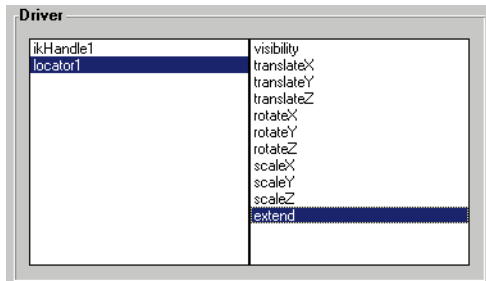 Driver
ikHandle1
locator1
visibility
translateX
translateY
translateZ
rotateX
rotateY
rotateZ
scaleX
scaleY
scaleZ
extend